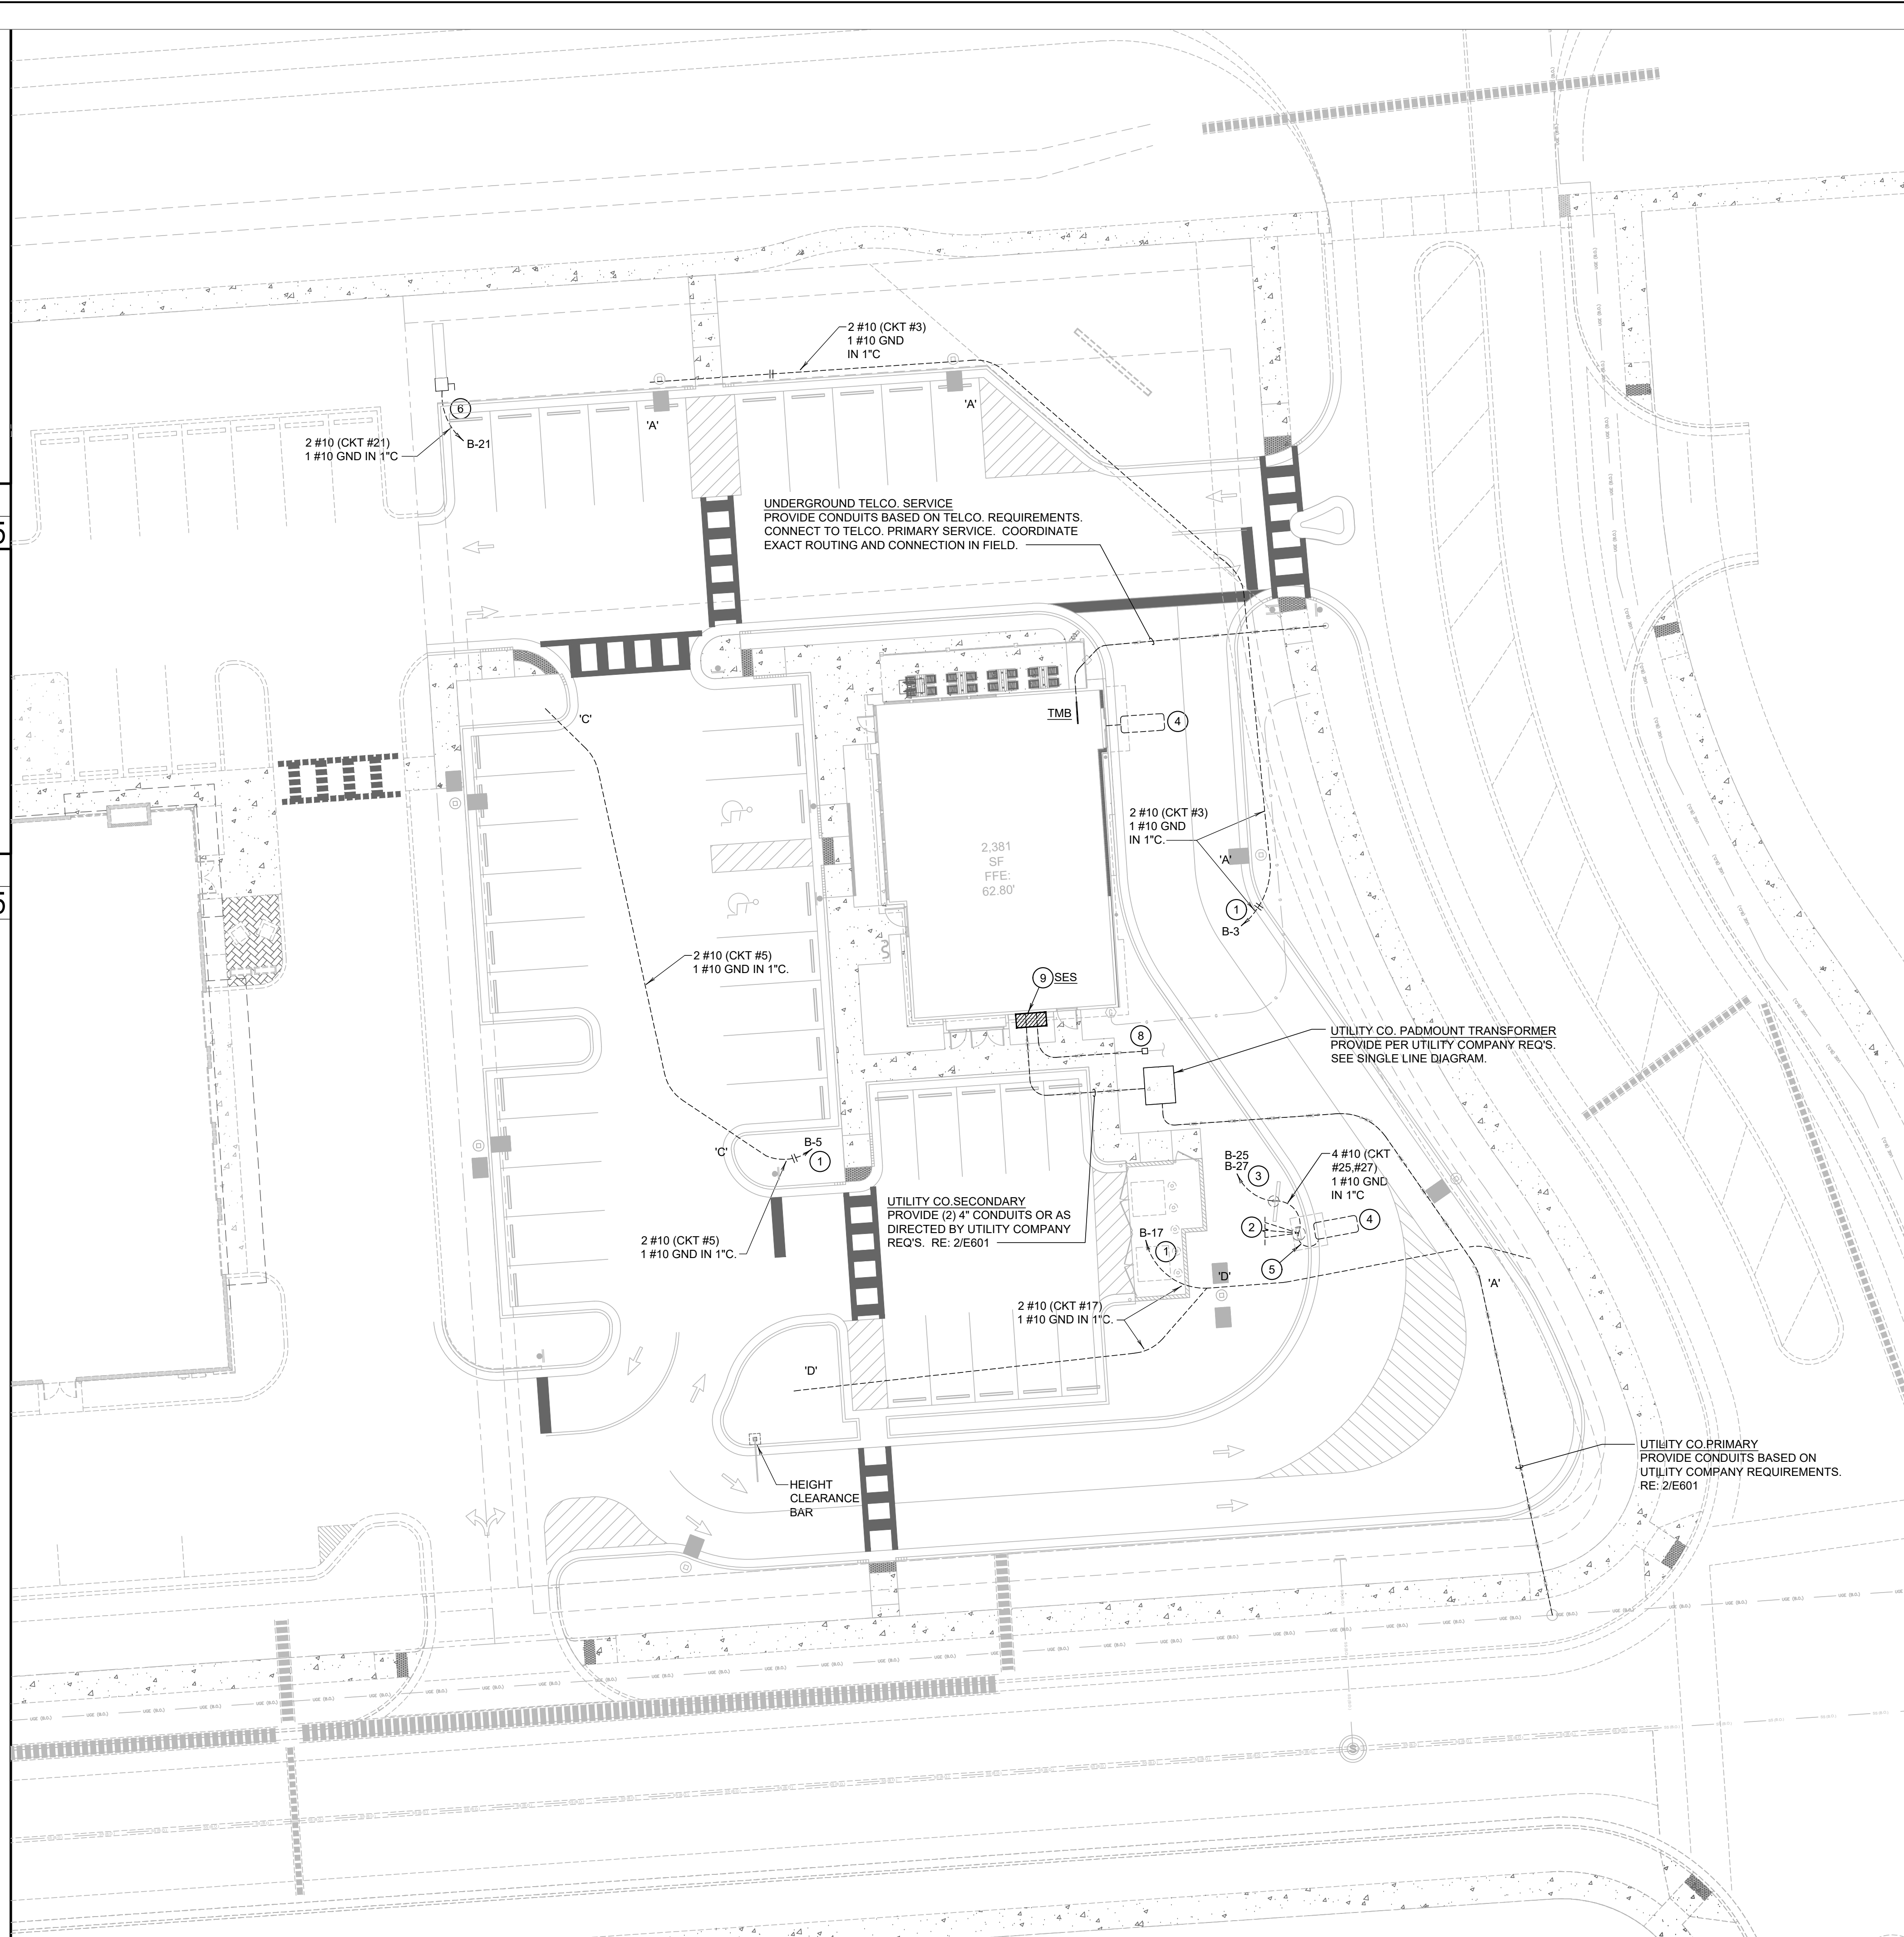 2 #10 (CKT #3)
1 #10 GND
IN 1"C
'A'
'A'
6
2 #10 (CKT #21)
1 #10 GND IN 1"C
B-21
UNDERGROUND TELCO. SERVICE
PROVIDE CONDUITS BASED ON TELCO. REQUIREMENTS.
CONNECT TO TELCO. PRIMARY SERVICE.  COORDINATE
EXACT ROUTING AND CONNECTION IN FIELD.
5
'C'
TMB
4
2 #10 (CKT #3)
1 #10 GND
IN 1"C.
'A'
1
B-3
2,381
SF
FFE:
62.80'
5
2 #10 (CKT #5)
1 #10 GND IN 1"C.
9
SES
8
UTILITY CO. PADMOUNT TRANSFORMER
PROVIDE PER UTILITY COMPANY REQ'S.
SEE SINGLE LINE DIAGRAM.
B-5
1
'C'
B-25
B-27
3
4 #10 (CKT
#25,#27)
1 #10 GND
IN 1"C
UTILITY CO.SECONDARY
PROVIDE (2) 4" CONDUITS OR AS
DIRECTED BY UTILITY COMPANY
REQ'S.  RE: 2/E601
2
4
5
B-17
1
2 #10 (CKT #5)
1 #10 GND IN 1"C.
'D'
'A'
2 #10 (CKT #17)
1 #10 GND IN 1"C.
'D'
HEIGHT
CLEARANCE
BAR
UTILITY CO.PRIMARY
PROVIDE CONDUITS BASED ON
UTILITY COMPANY REQUIREMENTS.
RE: 2/E601
S